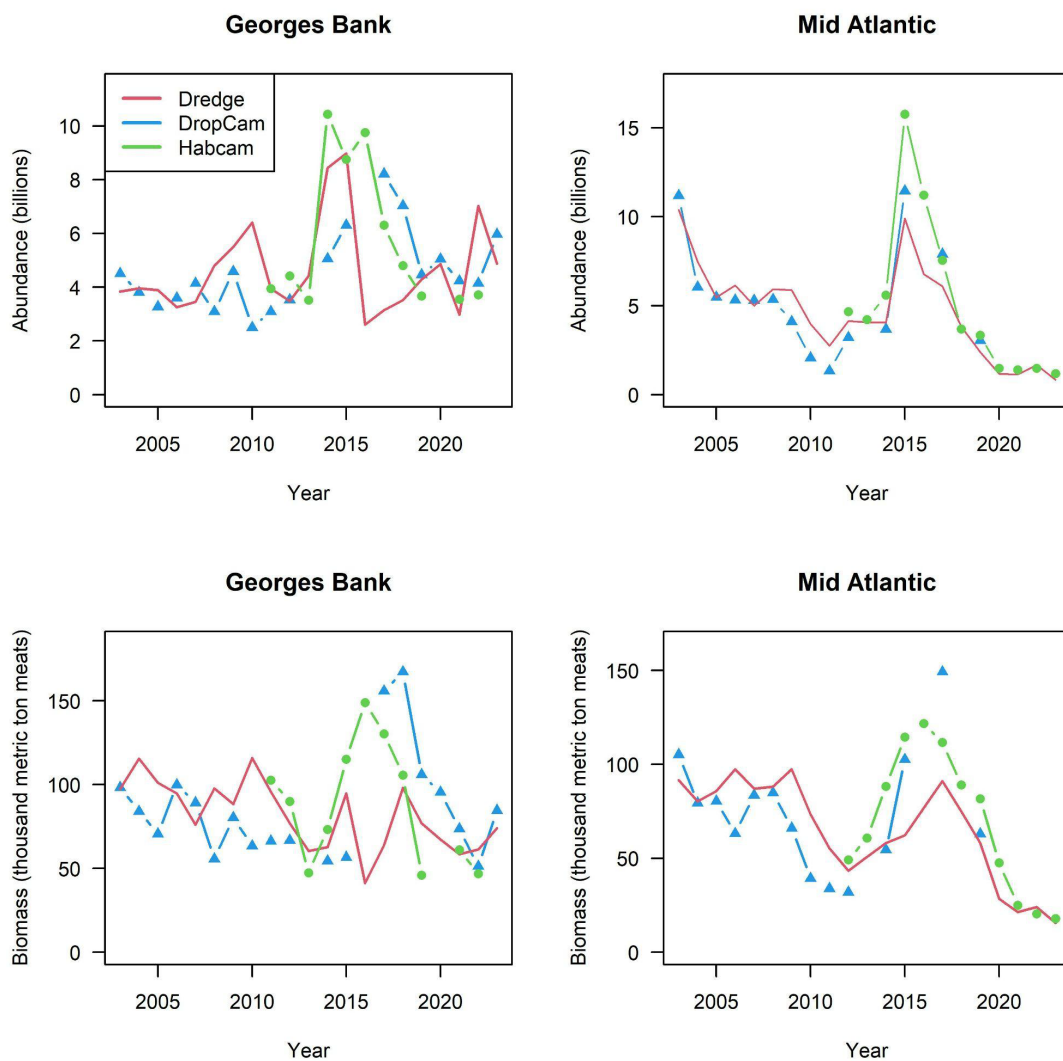 Georges Bank
Mid Atlantic
Dredge
DropCam
Habcam
Abundance (billions)
10
8
6
4
2
0
2005 2010 2015 2020
Year
Abundance (billions)
15
10
5
0
2005 2010 2015 2020
Year
Georges Bank
Mid Atlantic
Biomass (thousand metric ton meats)
150
100
50
0
2005 2010 2015 2020
Year
Biomass (thousand metric ton meats)
150
100
50
0
2005 2010 2015 2020
Year